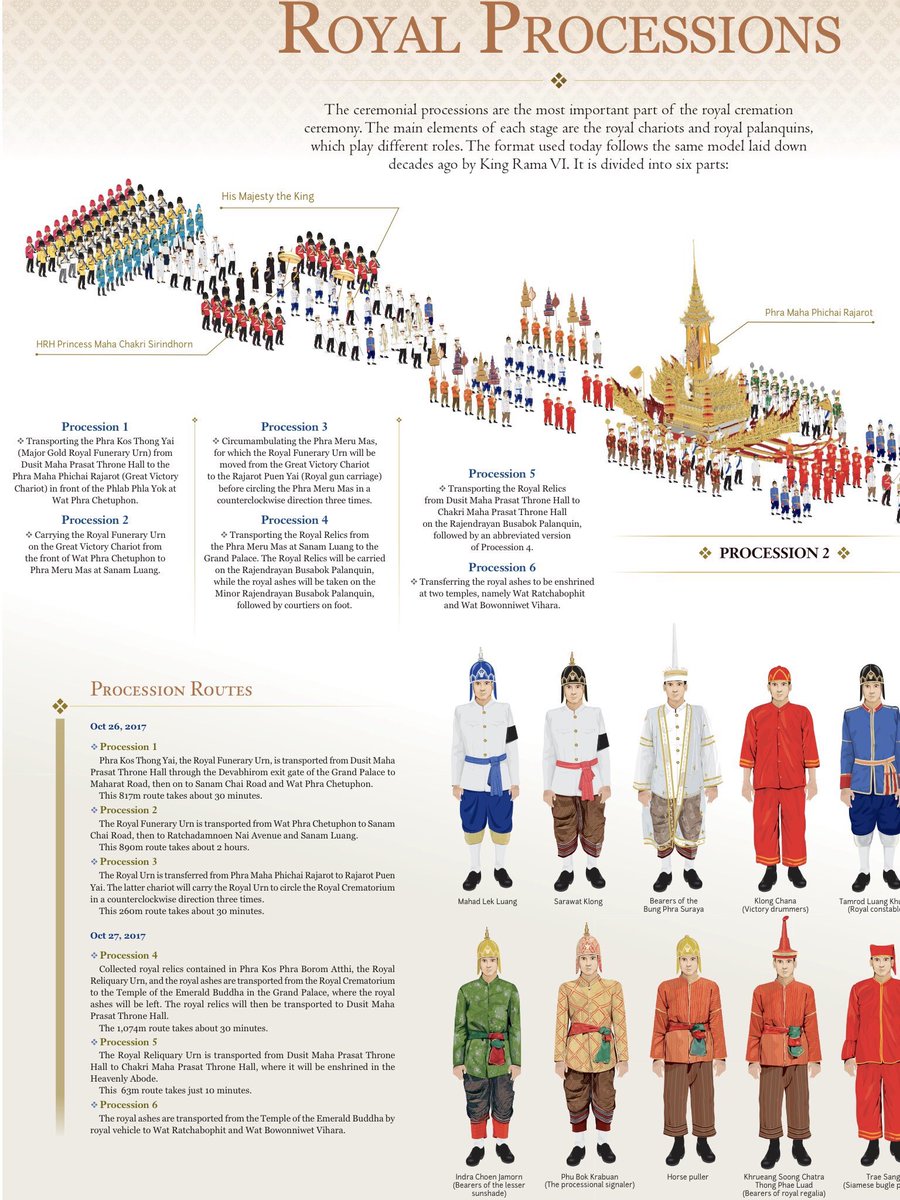 ROYAL PROCESSIONS
The ceremonial processions are the most important part of the royal cremation
ceremony. The main elements of each stage are the royal chariots and royal palanquins,
which play different roles. The format used today follows the same model laid down
decades ago by King Rama VI. It is divided into six parts:
His Majesty the King
HRH Princess Maha Chakri Sirindhorn
Phra Maha Phichai Rajarot
Procession 1
Transporting the Phra Kos Thong Yai
(Major Gold Royal Funerary Urn) from
Dusit Maha Prasat Throne Hall to the
Phra Maha Phichai Rajarot (Great Victory
Chariot) in front of the Phlab Phla Yok at
Wat Phra Chetuphon.
Procession 2
Carrying the Royal Funerary Urn
on the Great Victory Chariot from
the front of Wat Phra Chetuphon to
Phra Meru Mas at Sanam Luang.
Procession 3
Circumambulating the Phra Meru Mas,
for which the Royal Funerary Urn will be
moved from the Great Victory Chariot
to the Rajarot Puen Yai (Royal gun carriage)
before circling the Phra Meru Mas in a
counterclockwise direction three times.
Procession 4
Transporting the Royal Relics from
the Phra Meru Mas at Sanam Luang to the
Grand Palace. The Royal Relics will be carried
on the Rajendrayan Busabok Palanquin,
while the royal ashes will be taken on the
Minor Rajendrayan Busabok Palanquin,
followed by courtiers on foot.
Procession 5
Transporting the Royal Relics
from Dusit Maha Prasat Throne Hall to
Chakri Maha Prasat Throne Hall
on the Rajendrayan Busabok Palanquin,
followed by an abbreviated version
of Procession 4.
Procession 6
Transferring the royal ashes to be enshrined
at two temples, namely Wat Ratchabophit
and Wat Bowonniwet Vihara.
PROCESSION 2
PROCESSION ROUTES
Oct 26, 2017
Procession 1
Phra Kos Thong Yai, the Royal Funerary Urn, is transported from Dusit Maha
Prasat Throne Hall through the Devabhirom exit gate of the Grand Palace to
Maharat Road, then on to Sanam Chai Road and Wat Phra Chetuphon.
This 817m route takes about 30 minutes.
Procession 2
The Royal Funerary Urn is transported from Wat Phra Chetuphon to Sanam
Chai Road, then to Ratchadamnoen Nai Avenue and Sanam Luang.
This 890m route takes about 2 hours.
Procession 3
The Royal Urn is transferred from Phra Maha Phichai Rajarot to Rajarot Puen
Yai. The latter chariot will carry the Royal Urn to circle the Royal Crematorium
in a counterclockwise direction three times.
This 260m route takes about 30 minutes.
Oct 27, 2017
Procession 4
Collected royal relics contained in Phra Kos Phra Borom Atthi, the Royal
Reliquary Urn, and the royal ashes are transported from the Royal Crematorium
to the Temple of the Emerald Buddha in the Grand Palace, where the royal
ashes will be left. The royal relics will then be transported to Dusit Maha
Prasat Throne Hall.
The 1,074m route takes about 30 minutes.
Procession 5
The Royal Reliquary Urn is transported from Dusit Maha Prasat Throne
Hall to Chakri Maha Prasat Throne Hall, where it will be enshrined in the
Heavenly Abode.
This 63m route takes just 10 minutes.
Procession 6
The royal ashes are transported from the Temple of the Emerald Buddha by
royal vehicle to Wat Ratchabophit and Wat Bowonniwet Vihara.
Mahad Lek Luang
Sarawat Klong
Bearers of the
Bung Phra Suraya
Klong Chana
(Victory drummers)
Tamrod Luang
(Royal
Indra Choen Jamorn
(Bearers of the lesser
sunshade)
Phu Bok Krabuan
(The processional signaler)
Horse puller
Khrueang Soong Chatra
Thong Phae Luad
(Bearers of royal regalia)
Trae
(Siamese bugle